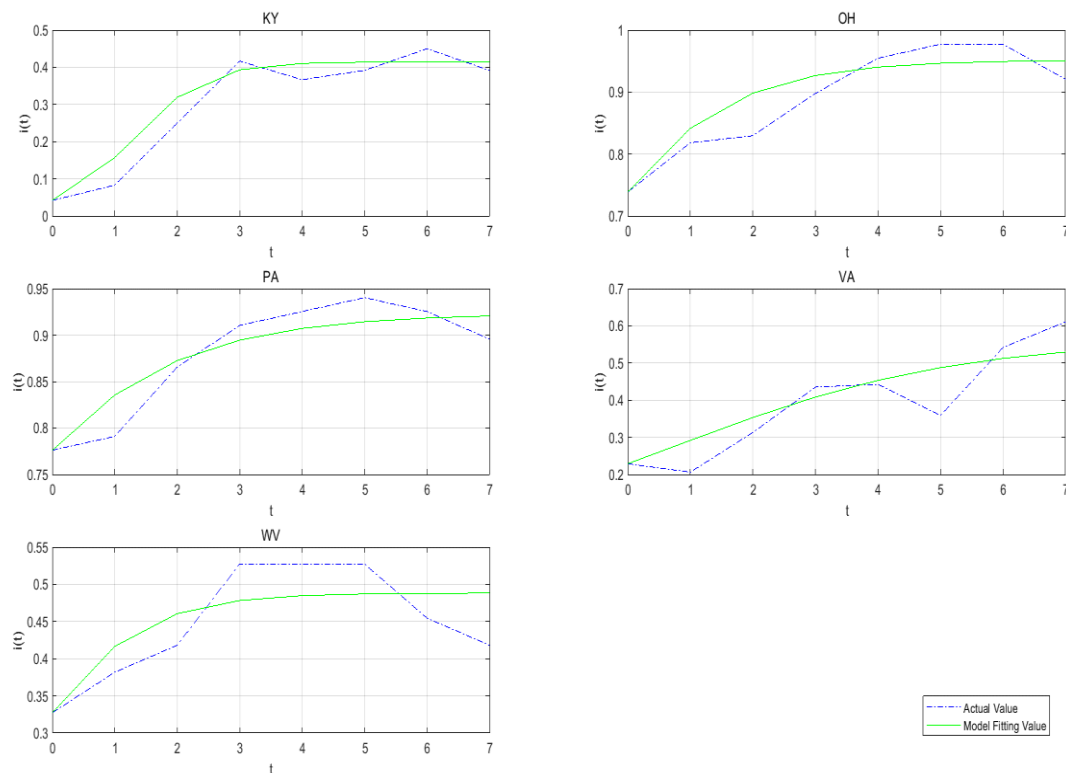 KY
0.5
0.4
0.3
0.2
0.1
0
i(t)
0 1 2 3 4 5 6 7
t
OH
1
0.9
0.8
0.7
i(t)
0 1 2 3 4 5 6 7
t
PA
0.95
0.9
0.85
0.8
0.75
i(t)
0 1 2 3 4 5 6 7
t
VA
0.7
0.6
0.5
0.4
0.3
0.2
i(t)
0 1 2 3 4 5 6 7
t
WV
0.55
0.5
0.45
0.4
0.35
0.3
i(t)
0 1 2 3 4 5 6 7
t
Actual Value
Model Fitting Value